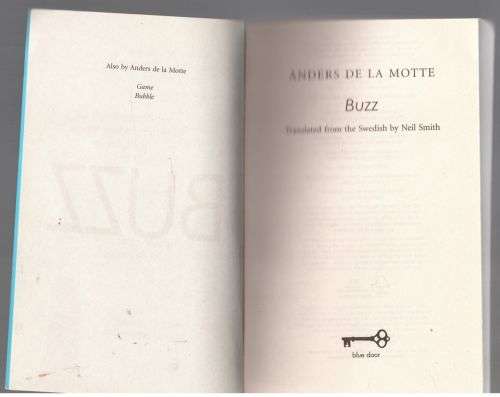 Also by Anders de la Motte
Game
Bubble
ANDERS DE LA MOTTE
Buzz
Translated from the Swedish by Neil Smith
blue door